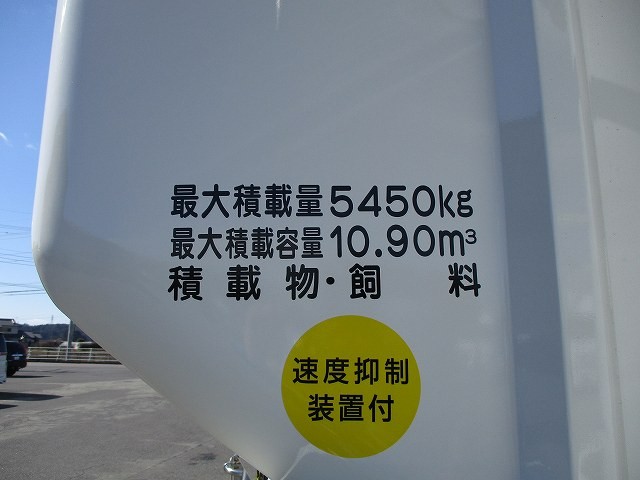 最大積載量5450kg
最大積載容量10.90m³
積載物・飼料
速度抑制
装置付